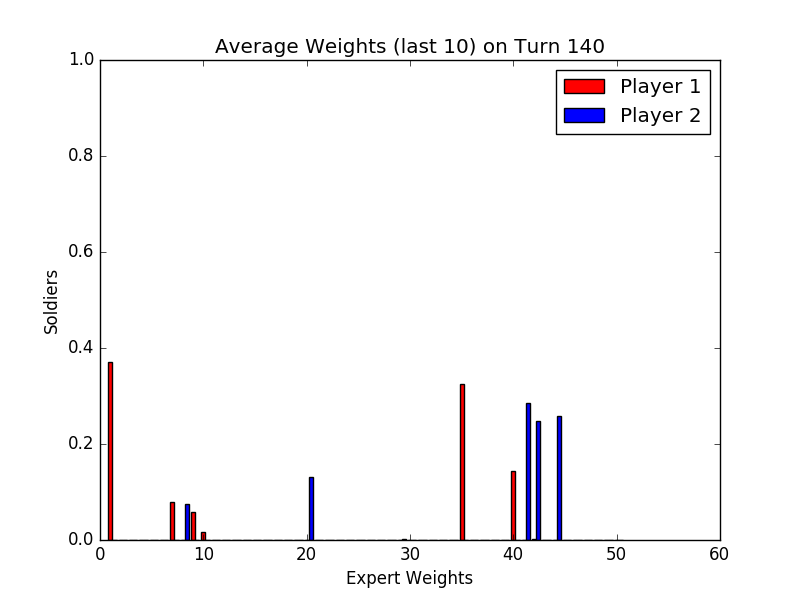 Average Weights (last 10) on Turn 140
1.0
Player 1
Player 2
0.8
0.6
Soldiers
0.4
0.2
0.0
0 10 20 30 40 50 60
Expert Weights